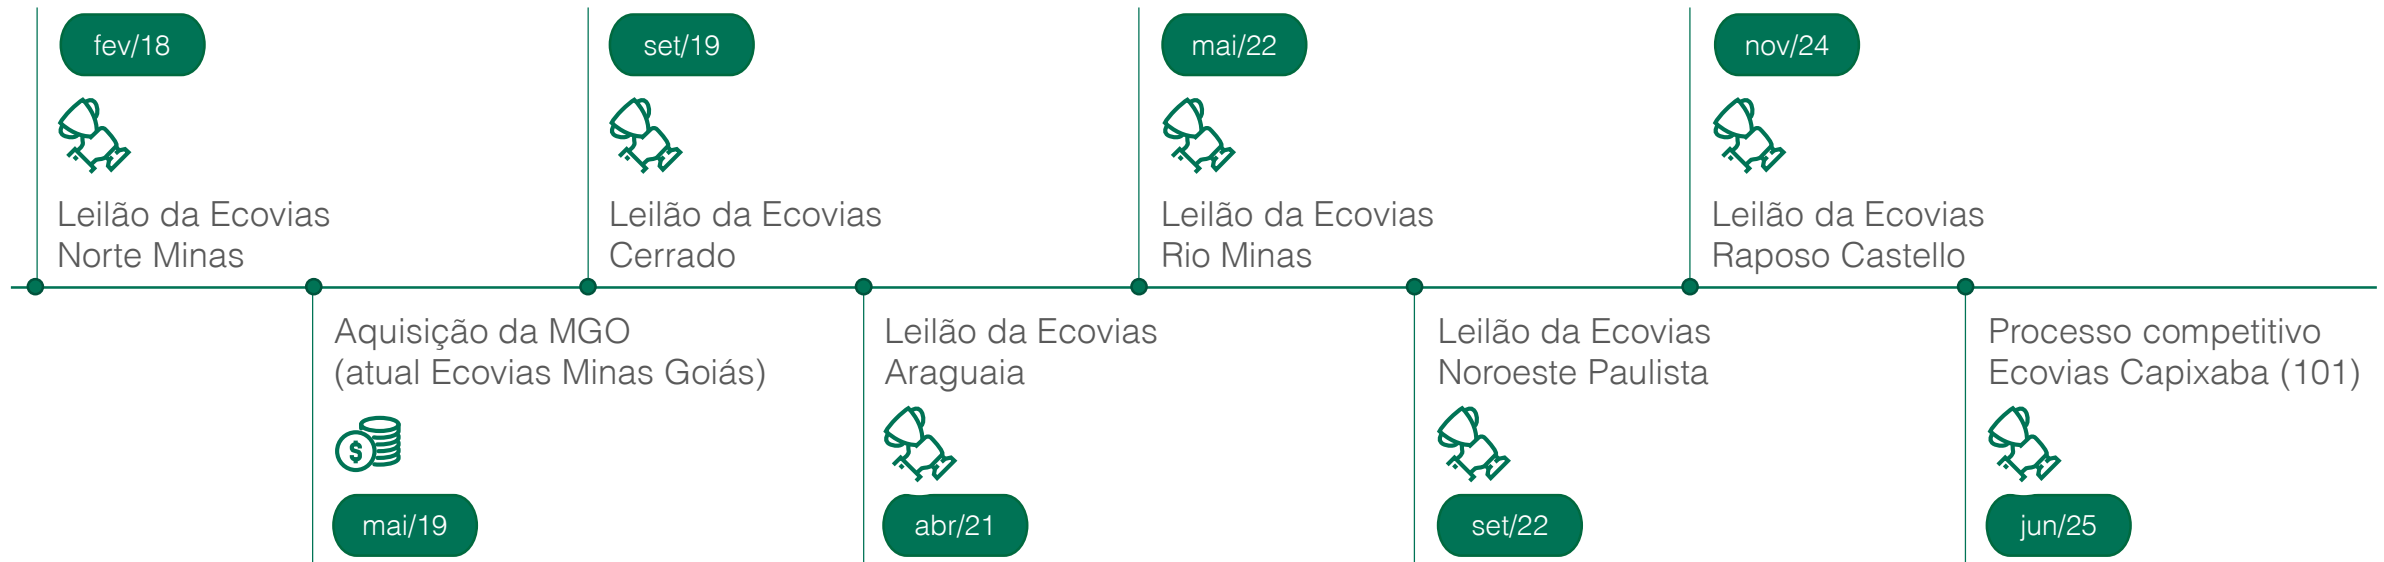 fev/18
Leilão da Ecovias
Norte Minas
Aquisição da MGO
(atual Ecovias Minas Goiás)
mai/19
set/19
Leilão da Ecovias
Cerrado
Leilão da Ecovias
Araguaia
abr/21
mai/22
Leilão da Ecovias
Rio Minas
Leilão da Ecovias
Noroeste Paulista
set/22
nov/24
Leilão da Ecovias
Raposo Castello
Processo competitivo
Ecovias Capixaba (101)
jun/25